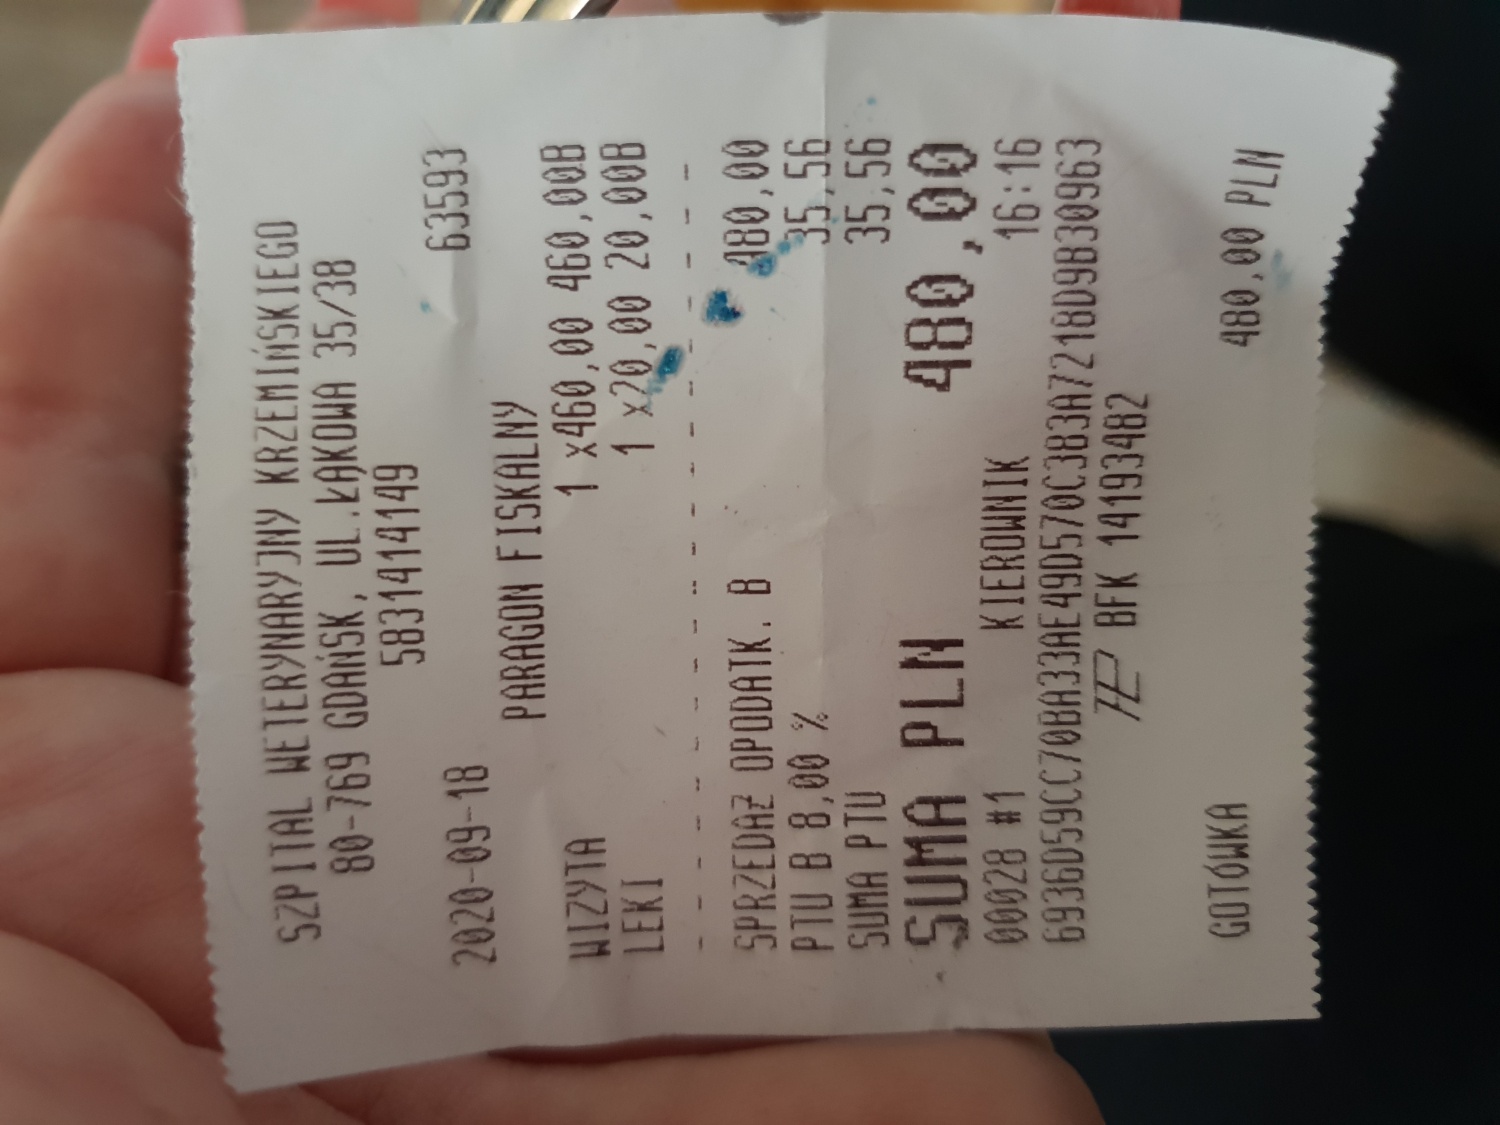 SZPITAL WETERYNARYJNY KRZEMIŃSKIEGO
80-769 GDAŃSK, UL.ŁĄKOWA 35/38
5831414149
2020-09-18 63593
PARAGON FISKALNY
WIZYTA 1 x460,00 460,00B
LEKI 1 x20,00 20,00B
SPRZEDAŻ OPODATK. B 480,00
PTU B 8,00 % 35,56
SUMA PTU 35,56
SUMA PLN 480,00
00028 #1 KIEROWNIK 16:16
6936D59CC70BA33AE49D570C3B3A7218D9B30963
BFK 14193482
GOTÓWKA 480,00 PLN